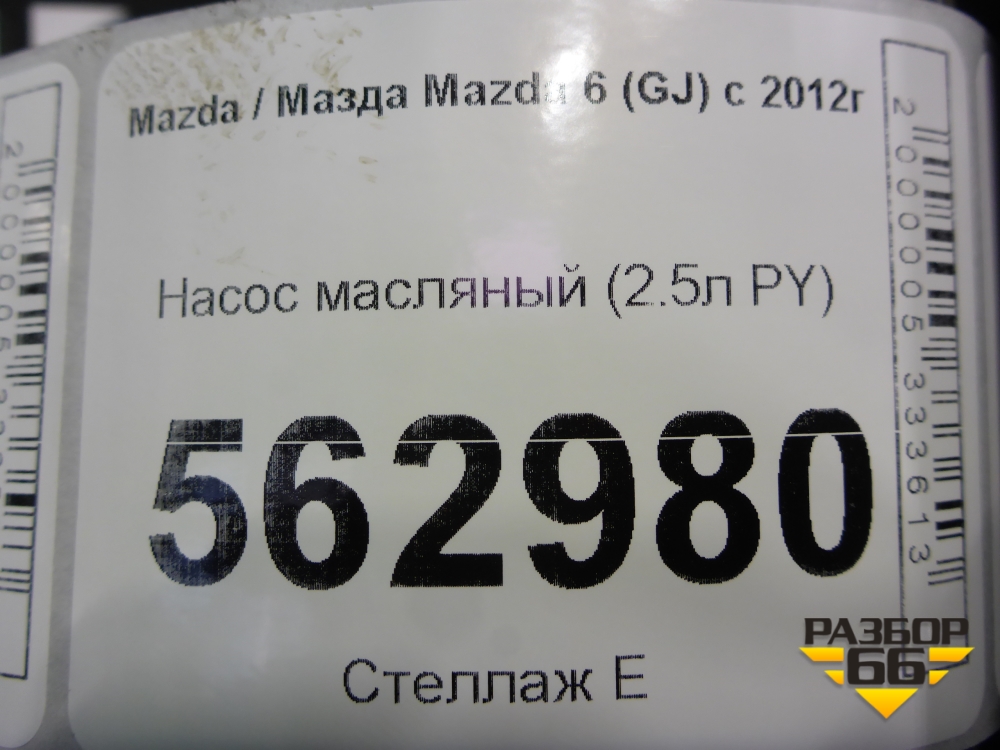 Mazda / Мазда Mazda 6 (GJ) с 2012г
Насос масляный (2.5л PY)
562980
Стеллаж Е
2000005333613
РАЗБОР
66